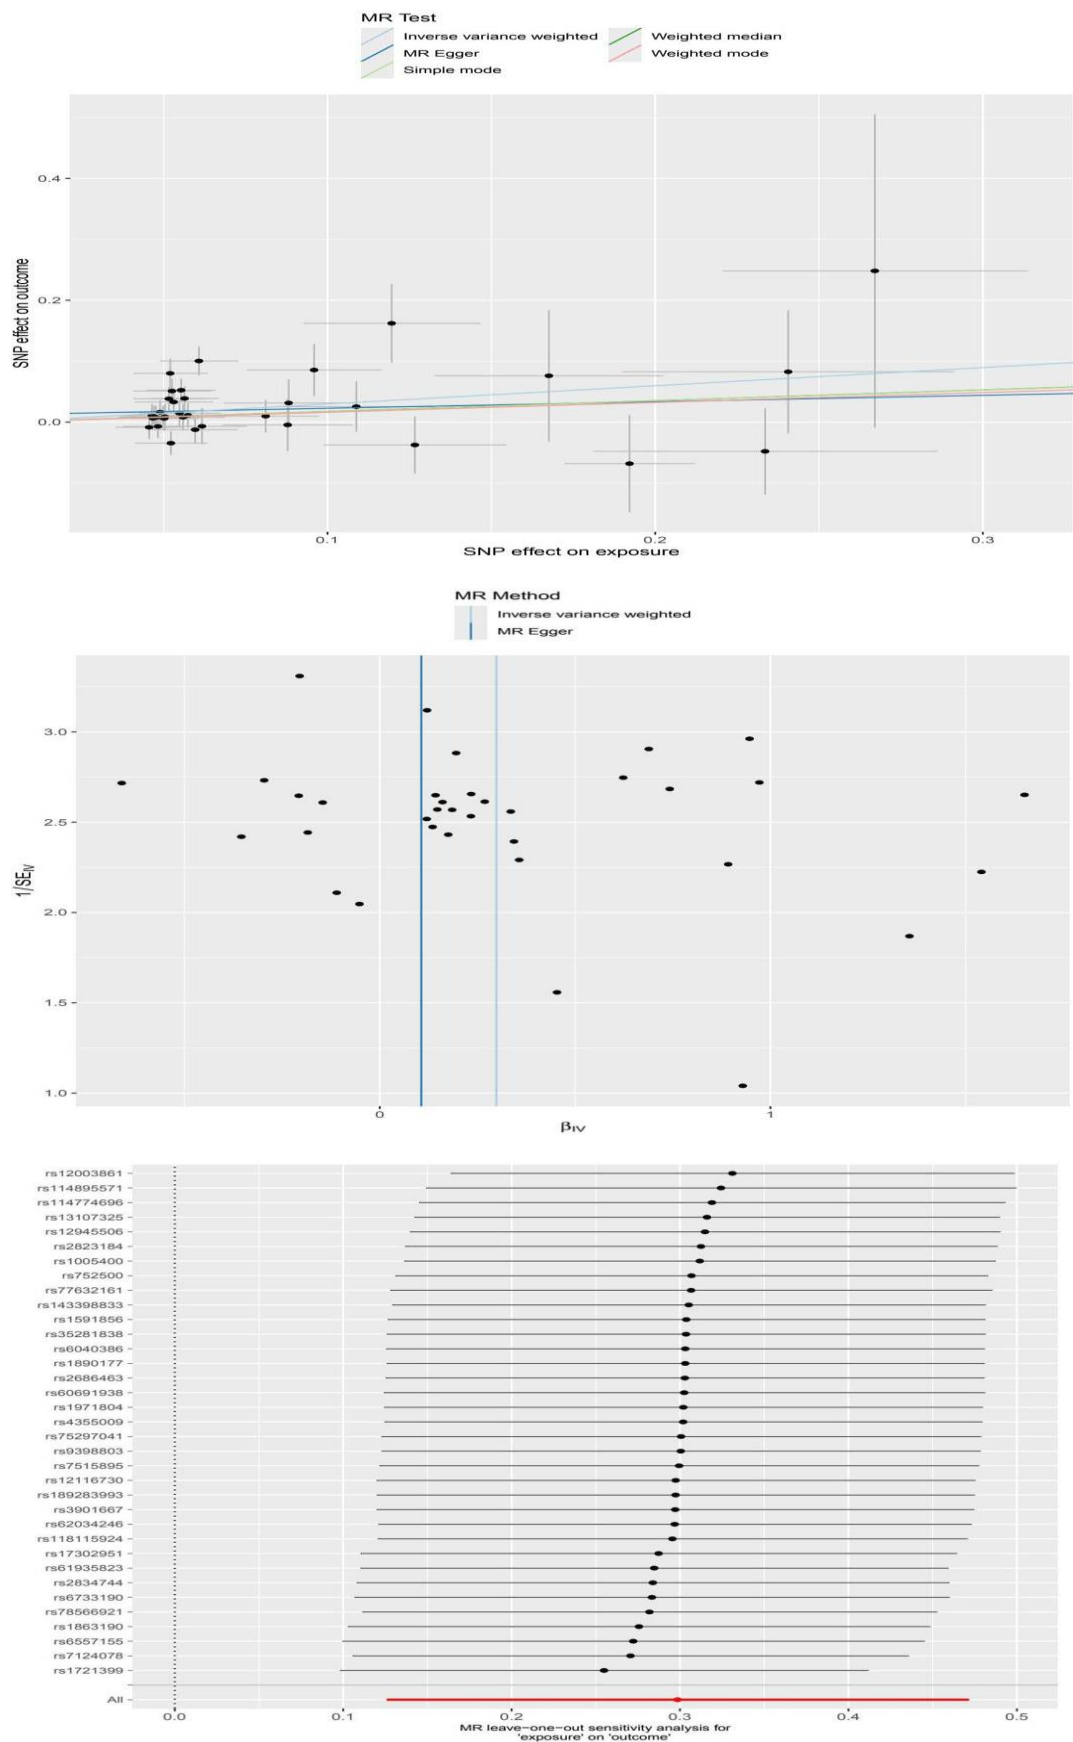 MR Test
Inverse variance weighted
Weighted median
MR Egger
Weighted mode
Simple mode
SNP effect on outcome
0.4
0.2
0.0
0.1
0.2
0.3
SNP effect on exposure
MR Method
Inverse variance weighted
MR Egger
1/SEIV
3.0
2.5
2.0
1.5
1.0
0
1
βIV
rs12003861
rs114895571
rs114774696
rs13107325
rs12945506
rs2823184
rs1005400
rs752500
rs77632161
rs143398833
rs1591856
rs35281838
rs6040386
rs1890177
rs2686463
rs60691938
rs1971804
rs4355009
rs75297041
rs9398803
rs7515895
rs12116730
rs189283993
rs3901667
rs62034246
rs118115924
rs17302951
rs61935823
rs2834744
rs6733190
rs78566921
rs1863190
rs6557155
rs7124078
rs1721399
All
0.0
0.1
0.2
0.3
0.4
0.5
MR leave−one−out sensitivity analysis for
'exposure' on 'outcome'